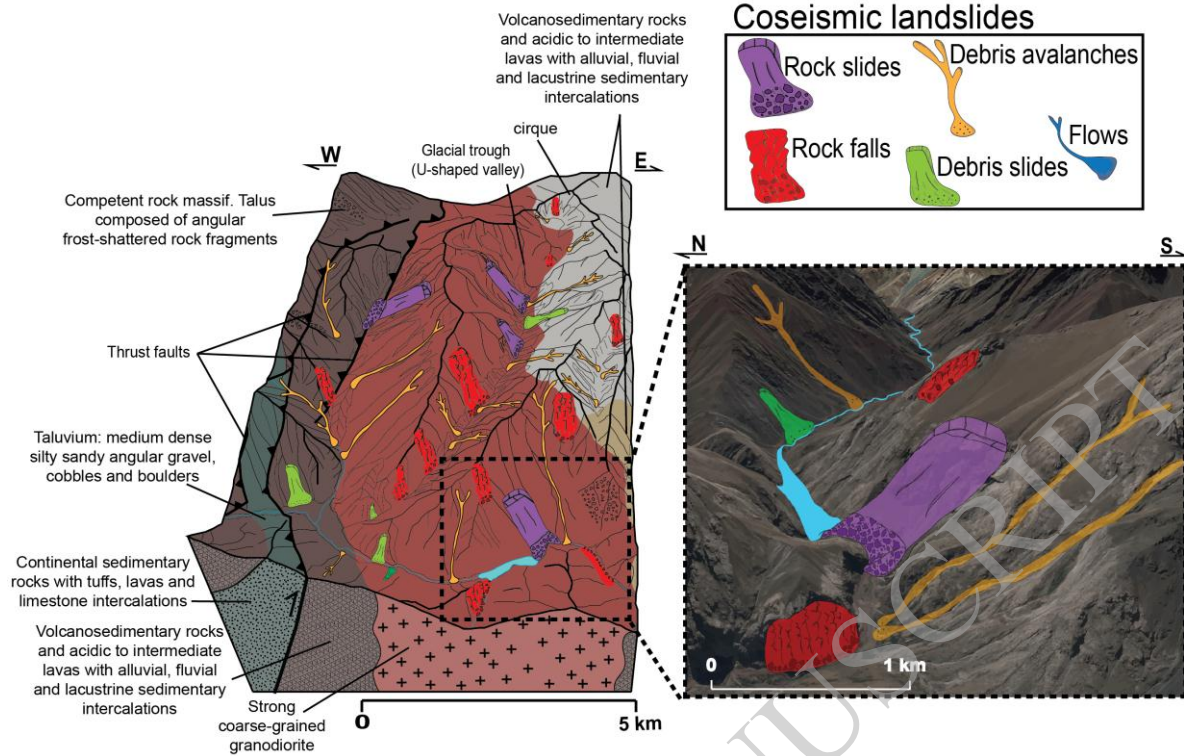 Coseismic landslides
Rock slides
Debris avalanches
Rock falls
Debris slides
Flows
Volcanosedimentary rocks
and acidic to intermediate
lavas with alluvial, fluvial
and lacustrine sedimentary
intercalations
cirque
Glacial trough
(U-shaped valley)
W
E
Competent rock massif. Talus
composed of angular
frost-shattered rock fragments
Thrust faults
Taluvium: medium dense
silty sandy angular gravel,
cobbles and boulders
Continental sedimentary
rocks with tuffs, lavas and
limestone intercalations
Volcanosedimentary rocks
and acidic to intermediate
lavas with alluvial, fluvial
and lacustrine sedimentary
intercalations
Strong
coarse-grained
granodiorite
0
5 km
N
S
0
1 km
NUSCRIPT